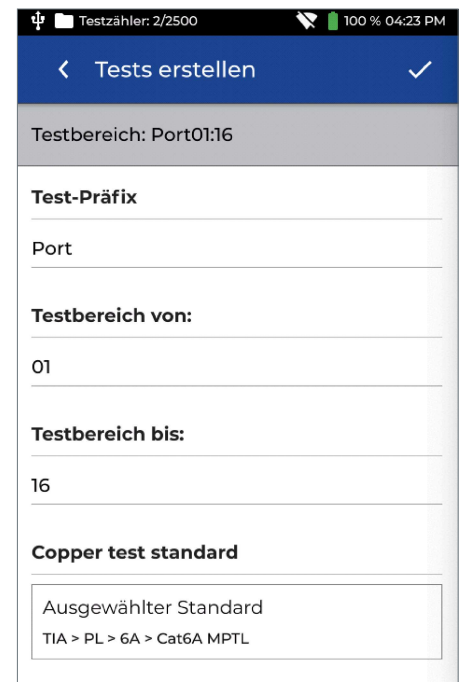 Testzähler: 2/2500 100 % 04:23 PM
Tests erstellen
Testbereich: Port01:16
Test-Präfix
Port
Testbereich von:
01
Testbereich bis:
16
Copper test standard
Ausgewählter Standard
TIA > PL > 6A > Cat6A MPTL